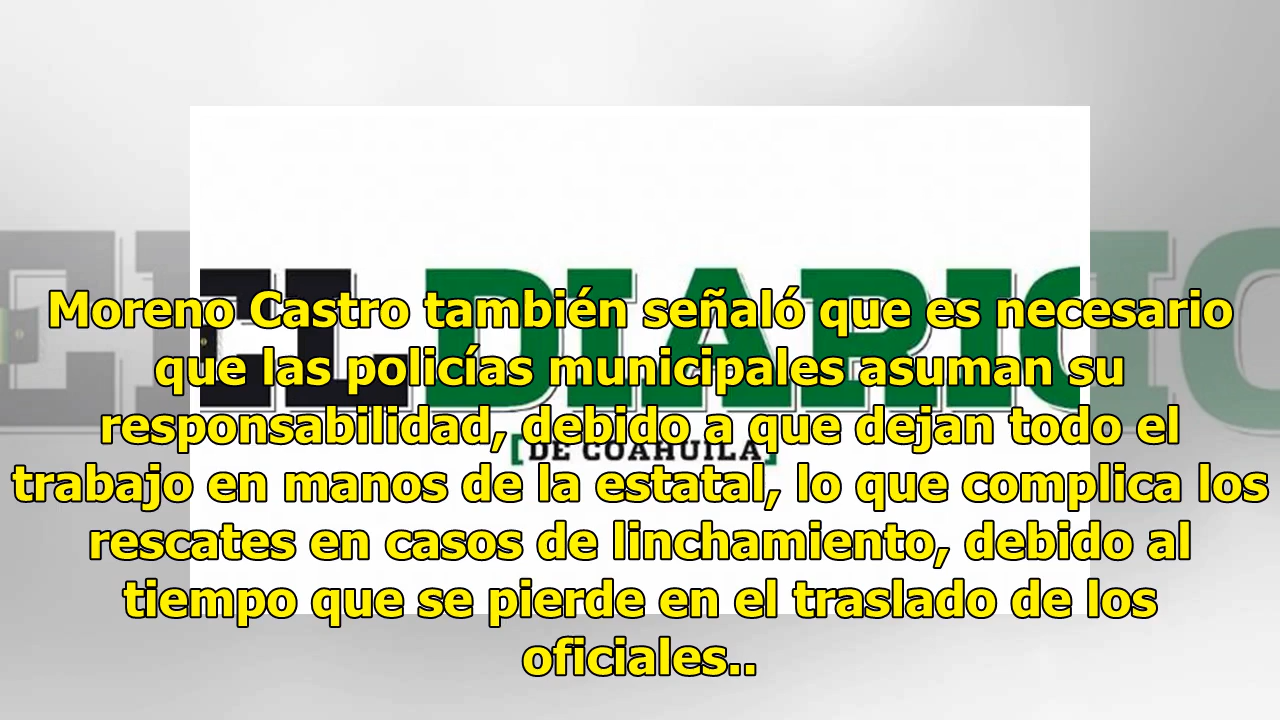 EL DIARIO
[DE COAHUILA]
Moreno Castro también señaló que es necesario
que las policías municipales asuman su
responsabilidad, debido a que dejan todo el
trabajo en manos de la estatal, lo que complica los
rescates en casos de linchamiento, debido al
tiempo que se pierde en el traslado de los
oficiales..